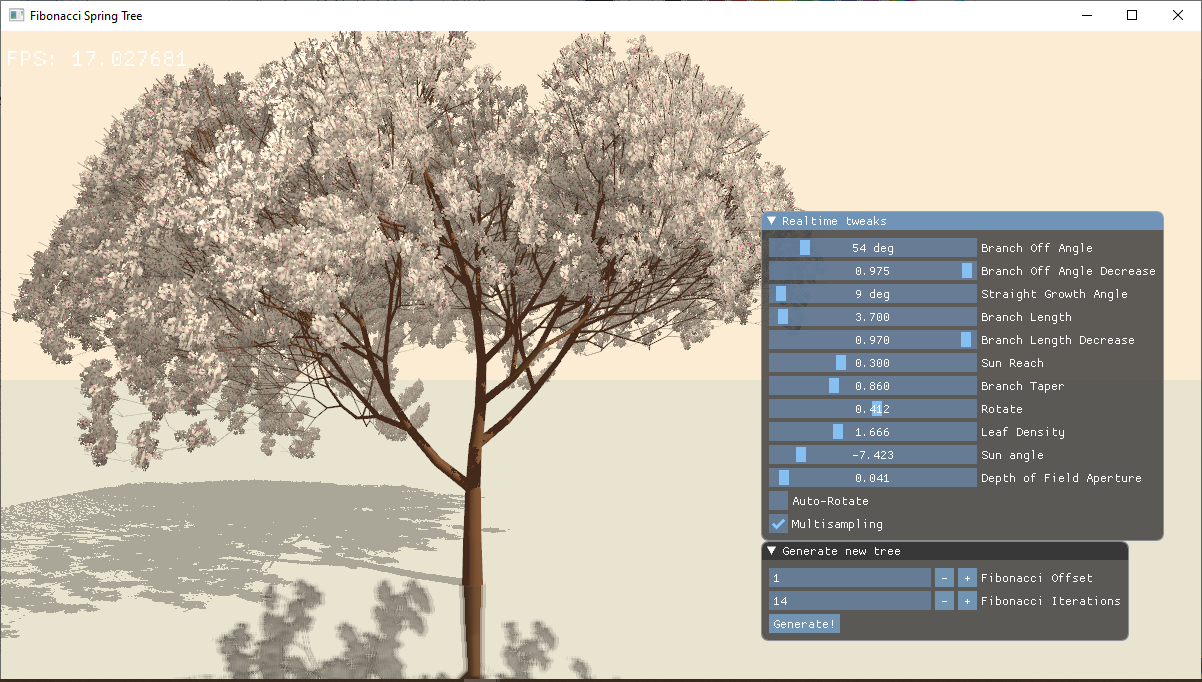 Fibonacci Spring Tree
FPS: 17.027681
Realtime tweaks
54 deg Branch Off Angle
0.975 Branch Off Angle Decrease
9 deg Straight Growth Angle
3.700 Branch Length
0.970 Branch Length Decrease
0.300 Sun Reach
0.860 Branch Taper
0.412 Rotate
1.666 Leaf Density
-7.423 Sun angle
0.041 Depth of Field Aperture
Auto-Rotate
Multisampling
Generate new tree
1 - + Fibonacci Offset
14 - + Fibonacci Iterations
Generate!